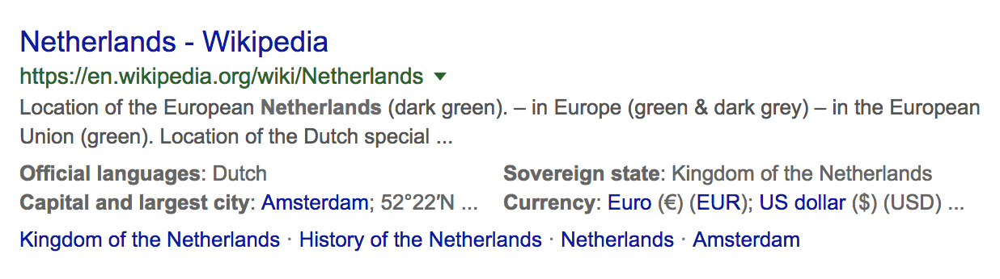 Netherlands - Wikipedia
https://en.wikipedia.org/wiki/Netherlands
Location of the European Netherlands (dark green). – in Europe (green & dark grey) – in the European
Union (green). Location of the Dutch special ...
Official languages: Dutch
Sovereign state: Kingdom of the Netherlands
Capital and largest city: Amsterdam; 52°22′N ...
Currency: Euro (€) (EUR); US dollar ($) (USD) ...
Kingdom of the Netherlands · History of the Netherlands · Netherlands · Amsterdam